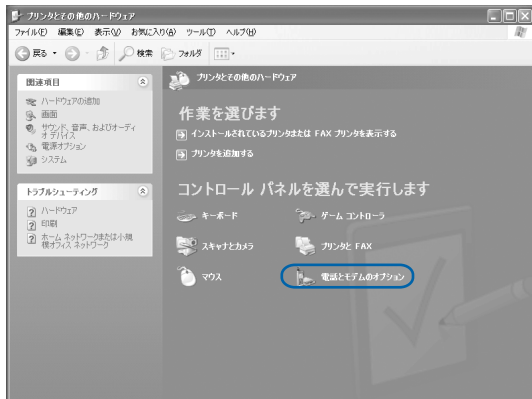 プリンタとその他のハードウェア
ファイル(F) 編集(E) 表示(V) お気に入り(A) ツール(T) ヘルプ(H)
戻る 検索 フォルダ
関連項目
ハードウェアの追加
画面
サウンド、音声、およびオーディ
オ デバイス
電源オプション
システム
トラブルシューティング
ハードウェア
印刷
ホーム ネットワークまたは小規
模オフィス ネットワーク
プリンタとその他のハードウェア
作業を選びます
インストールされているプリンタまたは FAX プリンタを表示する
プリンタを追加する
コントロール パネルを選んで実行します
キーボード ゲーム コントローラ
スキャナとカメラ プリンタと FAX
マウス 電話とモデムのオプション